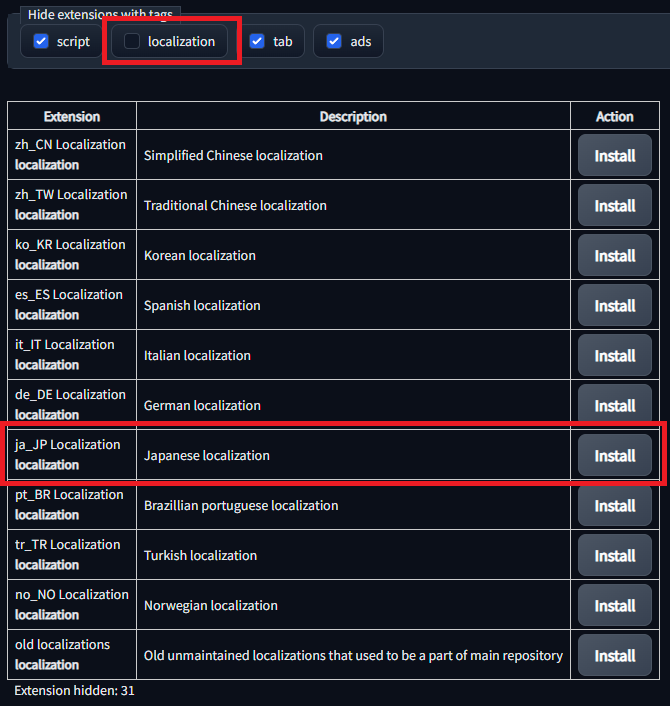 Hide extensions with tags
script localization tab ads
Extension Description Action
zh_CN Localization
localization
Simplified Chinese localization
Install
zh_TW Localization
localization
Traditional Chinese localization
Install
ko_KR Localization
localization
Korean localization
Install
es_ES Localization
localization
Spanish localization
Install
it_IT Localization
localization
Italian localization
Install
de_DE Localization
localization
German localization
Install
ja_JP Localization
localization
Japanese localization
Install
pt_BR Localization
localization
Brazillian portuguese localization
Install
tr_TR Localization
localization
Turkish localization
Install
no_NO Localization
localization
Norwegian localization
Install
old localizations
localization
Old unmaintained localizations that used to be a part of main repository
Install
Extension hidden: 31